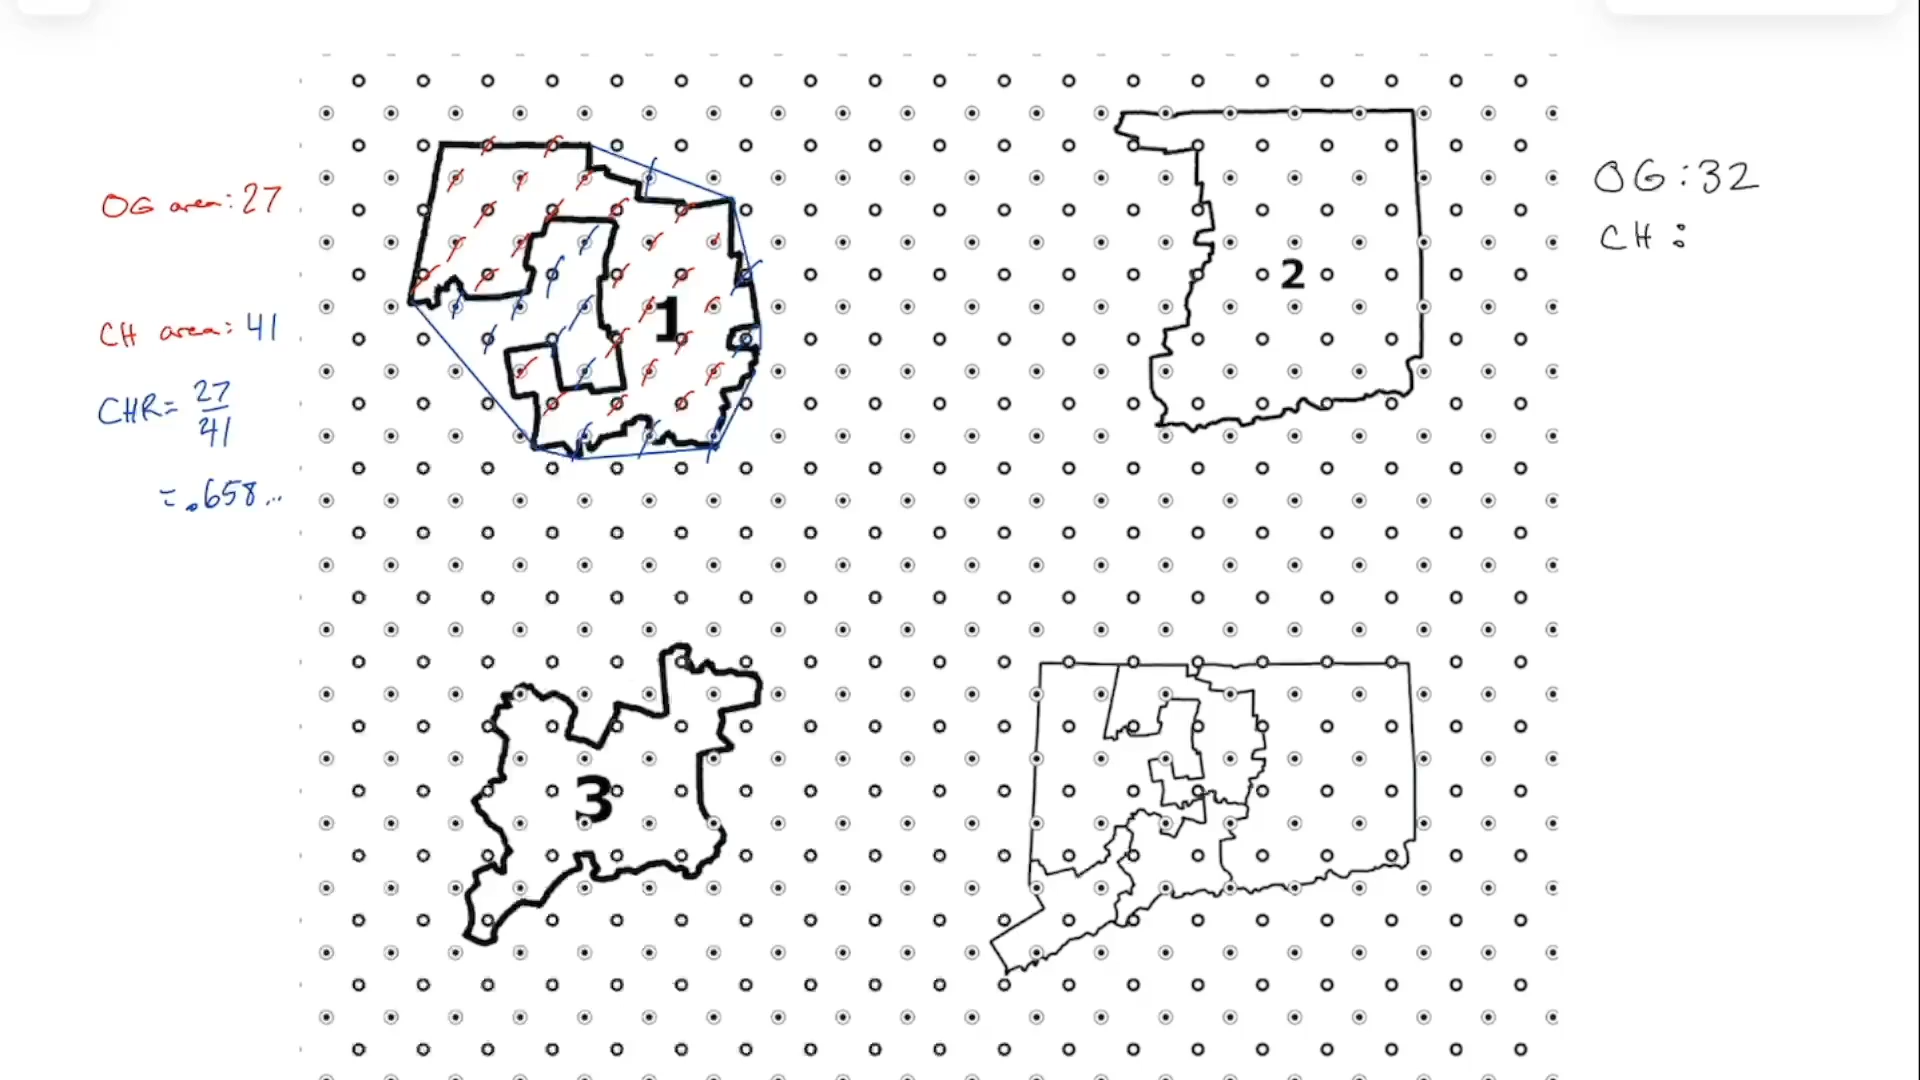 OG area: 27
CH area: 41
CHR= 27
41
= .658...
1
2
OG: 32
CH:
3